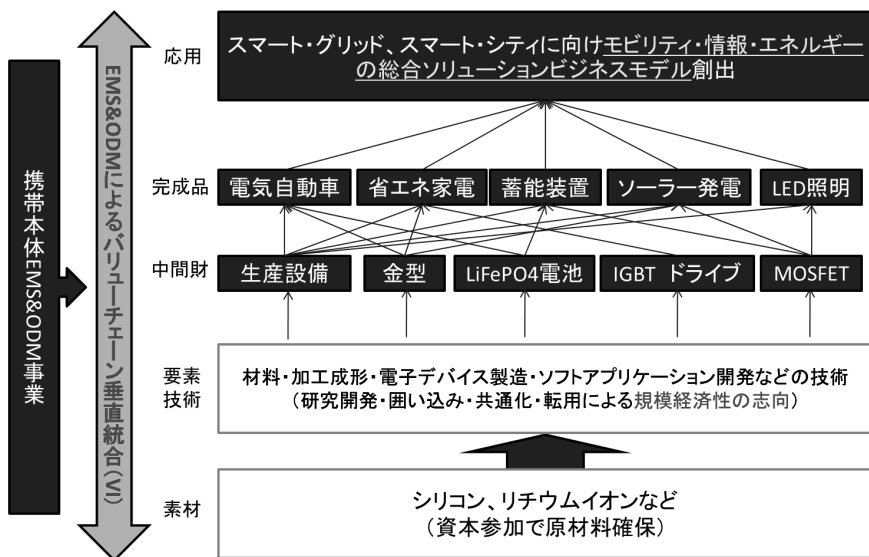 応用
スマート・グリッド、スマート・シティに向けモビリティ・情報・エネルギー
の総合ソリューションビジネスモデル創出
携帯本体EMS&ODM事業
EMS&ODMによるバリューチェーン垂直統合(VI)
完成品
電気自動車
省エネ家電
蓄能装置
ソーラー発電
LED照明
中間財
生産設備
金型
LiFePO4電池
IGBT ドライブ
MOSFET
要素
技術
材料・加工成形・電子デバイス製造・ソフトアプリケーション開発などの技術
（研究開発・囲い込み・共通化・転用による規模経済性の志向）
素材
シリコン、リチウムイオンなど
（資本参加で原材料確保）